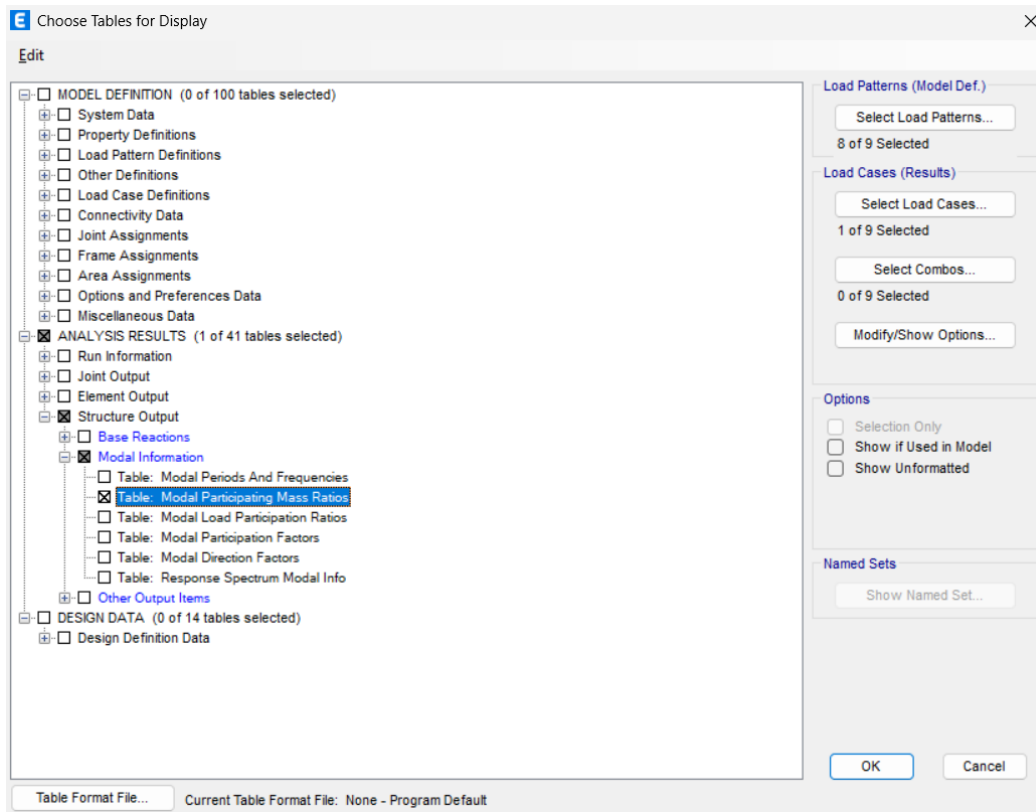 E Choose Tables for Display
Edit
MODEL DEFINITION (0 of 100 tables selected)
System Data
Property Definitions
Load Pattern Definitions
Other Definitions
Load Case Definitions
Connectivity Data
Joint Assignments
Frame Assignments
Area Assignments
Options and Preferences Data
Miscellaneous Data
ANALYSIS RESULTS (1 of 41 tables selected)
Run Information
Joint Output
Element Output
Structure Output
Base Reactions
Modal Information
Table: Modal Periods And Frequencies
Table: Modal Participating Mass Ratios
Table: Modal Load Participation Ratios
Table: Modal Participation Factors
Table: Modal Direction Factors
Table: Response Spectrum Modal Info
Other Output Items
DESIGN DATA (0 of 14 tables selected)
Design Definition Data
Load Patterns (Model Def.)
Select Load Patterns...
8 of 9 Selected
Load Cases (Results)
Select Load Cases...
1 of 9 Selected
Select Combos...
0 of 9 Selected
Modify/Show Options...
Options
Selection Only
Show if Used in Model
Show Unformatted
Named Sets
Show Named Set...
OK Cancel
Table Format File... Current Table Format File: None - Program Default